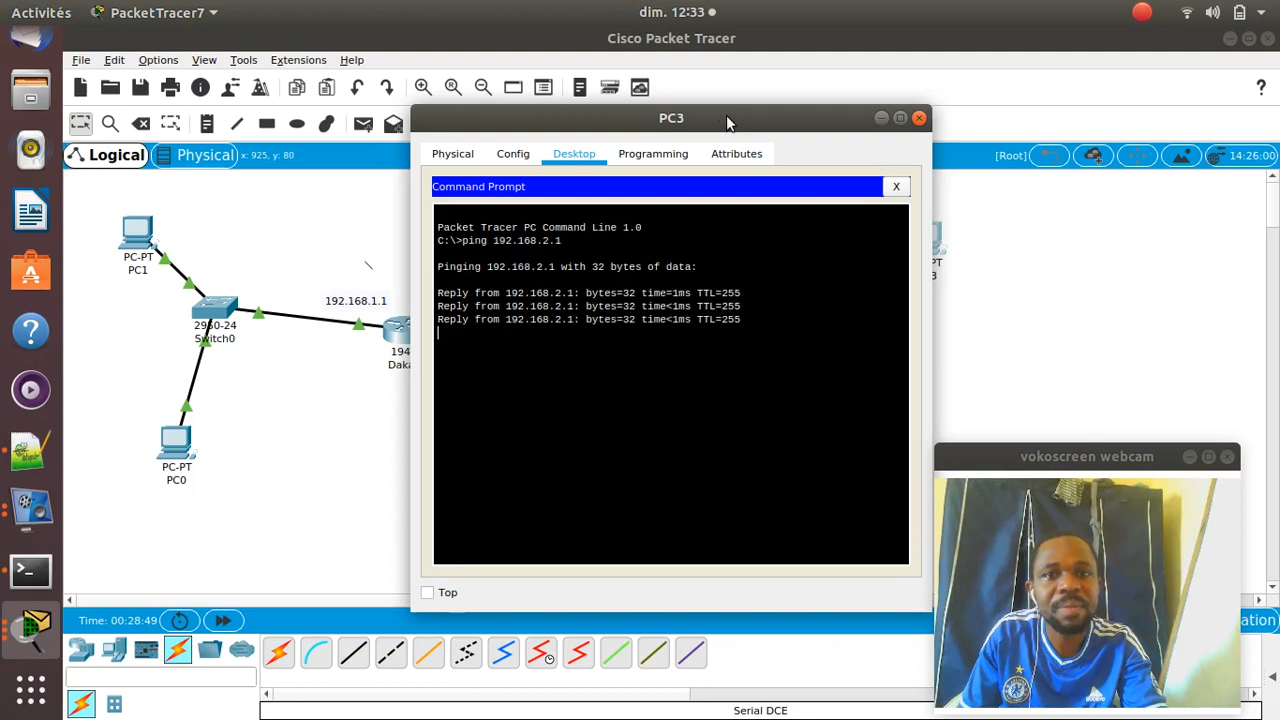 Activités
PacketTracer7
dim. 12:33
Cisco Packet Tracer
File Edit Options View Tools Extensions Help
PC3
Logical
Physical
x: 925, y: 80
[Root]
14:26:00
Physical Config Desktop Programming Attributes
Command Prompt
X
Packet Tracer PC Command Line 1.0
C:\>ping 192.168.2.1
Pinging 192.168.2.1 with 32 bytes of data:
Reply from 192.168.2.1: bytes=32 time=1ms TTL=255
Reply from 192.168.2.1: bytes=32 time<1ms TTL=255
Reply from 192.168.2.1: bytes=32 time<1ms TTL=255
PC-PT
PC1
192.168.1.1
2950-24
Switch0
194
Daka
3
PC-PT
PC0
vokoscreen webcam
Top
Time: 00:28:49
ation
Serial DCE